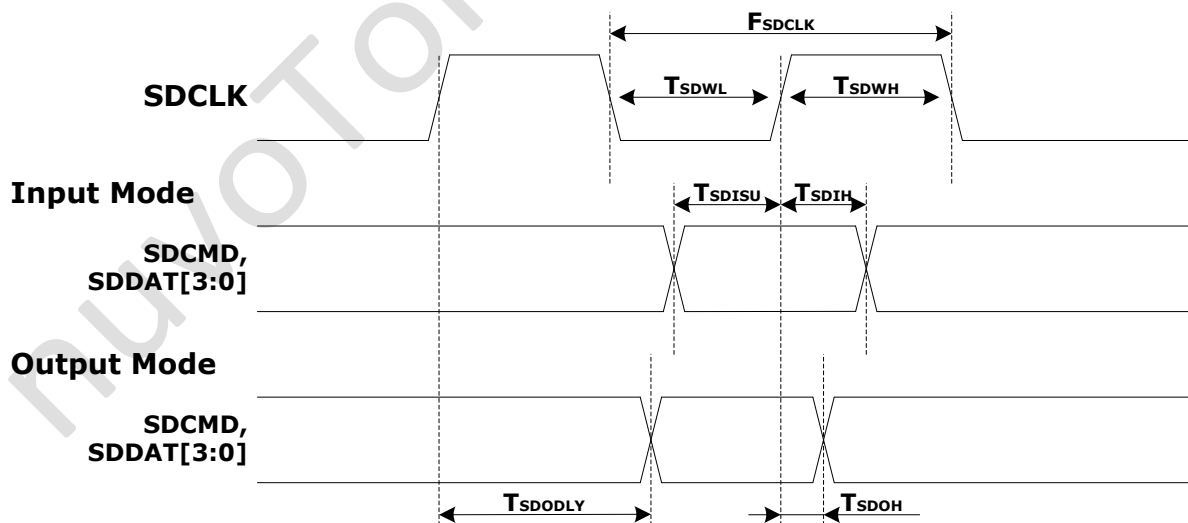 FSDCLK
SDCLK
TSDWL
TSDWH
Input Mode
TSDISU
TSDIH
SDCMD,
SDDAT[3:0]
Output Mode
SDCMD,
SDDAT[3:0]
TSDODLY
TSDOH
nuvoTo